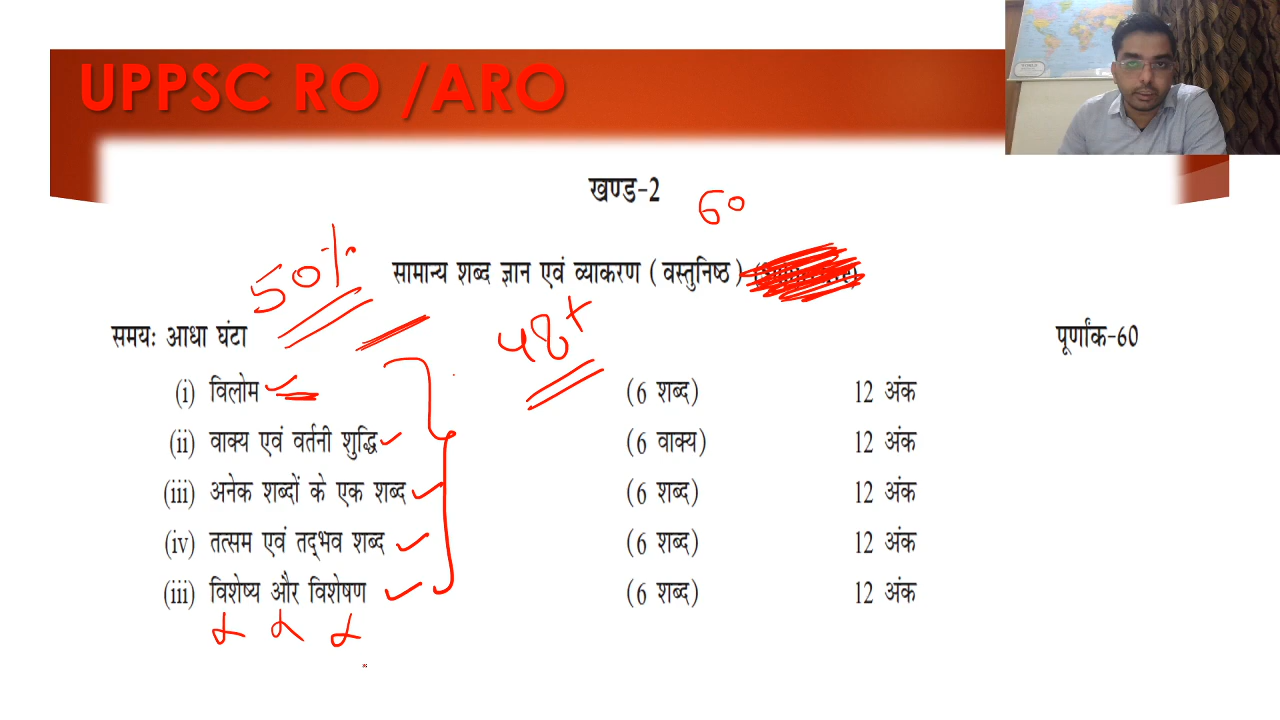 UPPSC RO /ARO
खण्ड-2
60
50%
सामान्य शब्द ज्ञान एवं व्याकरण (वस्तुनिष्ठ)
48+
समयः आधा घंटा पूर्णांक-60
(i) विलोम (6 शब्द) 12 अंक
(ii) वाक्य एवं वर्तनी शुद्धि (6 वाक्य) 12 अंक
(iii) अनेक शब्दों के एक शब्द (6 शब्द) 12 अंक
(iv) तत्सम एवं तद्‌भव शब्द (6 शब्द) 12 अंक
(iii) विशेष्य और विशेषण (6 शब्द) 12 अंक